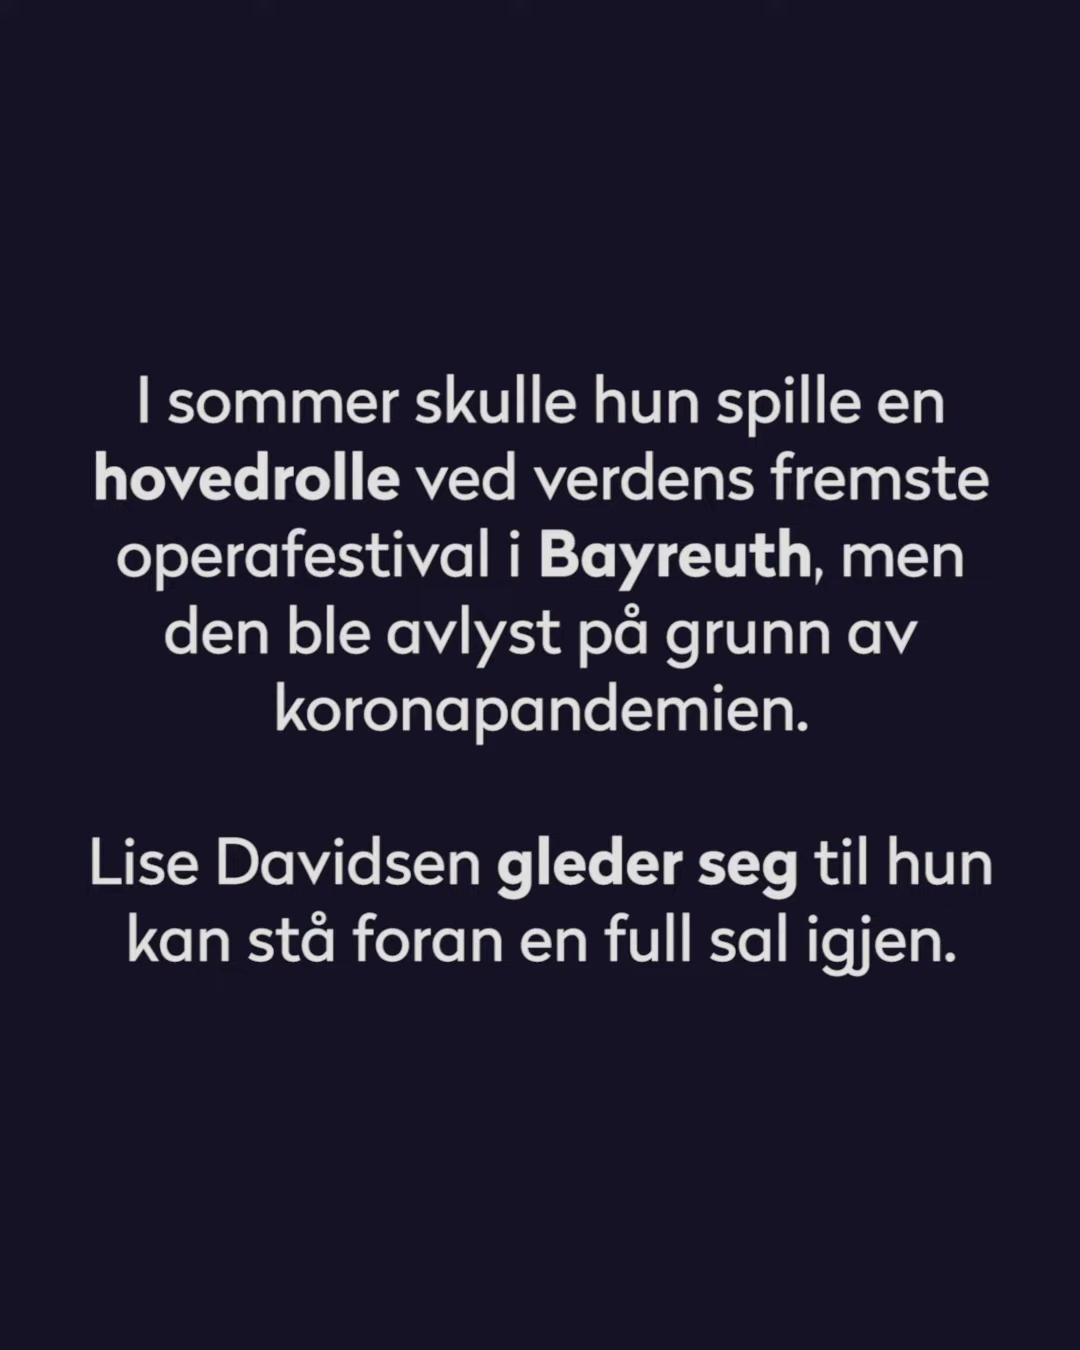 I sommer skulle hun spille en
hovedrolle ved verdens fremste
operafestival i Bayreuth, men
den ble avlyst på grunn av
koronapandemien.
Lise Davidsen gleder seg til hun
kan stå foran en full sal igjen.